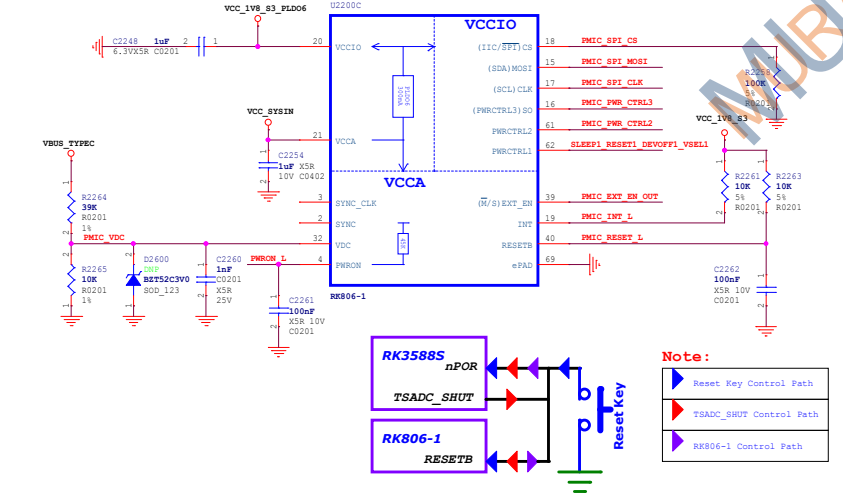 VCC_1V8_S3_PLDO6
U2200C
C2248 1uF 2 1
6.3VX5R C0201
20 VCCIO
VCCIO
PLDO6
300mA
(IIC/SPI)CS 18 PMIC_SPI_CS
(SDA)MOSI 15 PMIC_SPI_MOSI
(SCL)CLK 17 PMIC_SPI_CLK
(PWRCTRL3)SO 16 PMIC_PWR_CTRL3
PWRCTRL2 61 PMIC_PWR_CTRL2
PWRCTRL1 62 SLEEP1_RESET1_DEVOFF1_VSEL1
R2258
100K
5%
R0201
VCC_SYSIN
21 VCCA
C2254
1uF X5R
10V C0402
VCCA
VBUS_TYPEC
VCC_1V8_S3
R2264
39K
R0201
1%
R2261
10K
5%
R0201
R2263
10K
5%
R0201
3 SYNC_CLK
2 SYNC
32 VDC
4 PWRON
45K
(M/S)EXT_EN 39 PMIC_EXT_EN_OUT
INT 19 PMIC_INT_L
RESETB 40 PMIC_RESET_L
ePAD 69
PMIC_VDC
R2265
10K
R0201
1%
D2600
DNP
BZT52C3V0
SOD_123
C2260
1nF
C0201
X5R
25V
PWRON_L
C2261
100nF
X5R 10V
C0201
C2262
100nF
X5R 10V
C0201
RK806-1
RK3588S
nPOR
TSADC_SHUT
RK806-1
RESETB
Reset Key
Note:
Reset Key Control Path
TSADC_SHUT Control Path
RK806-1 Control Path